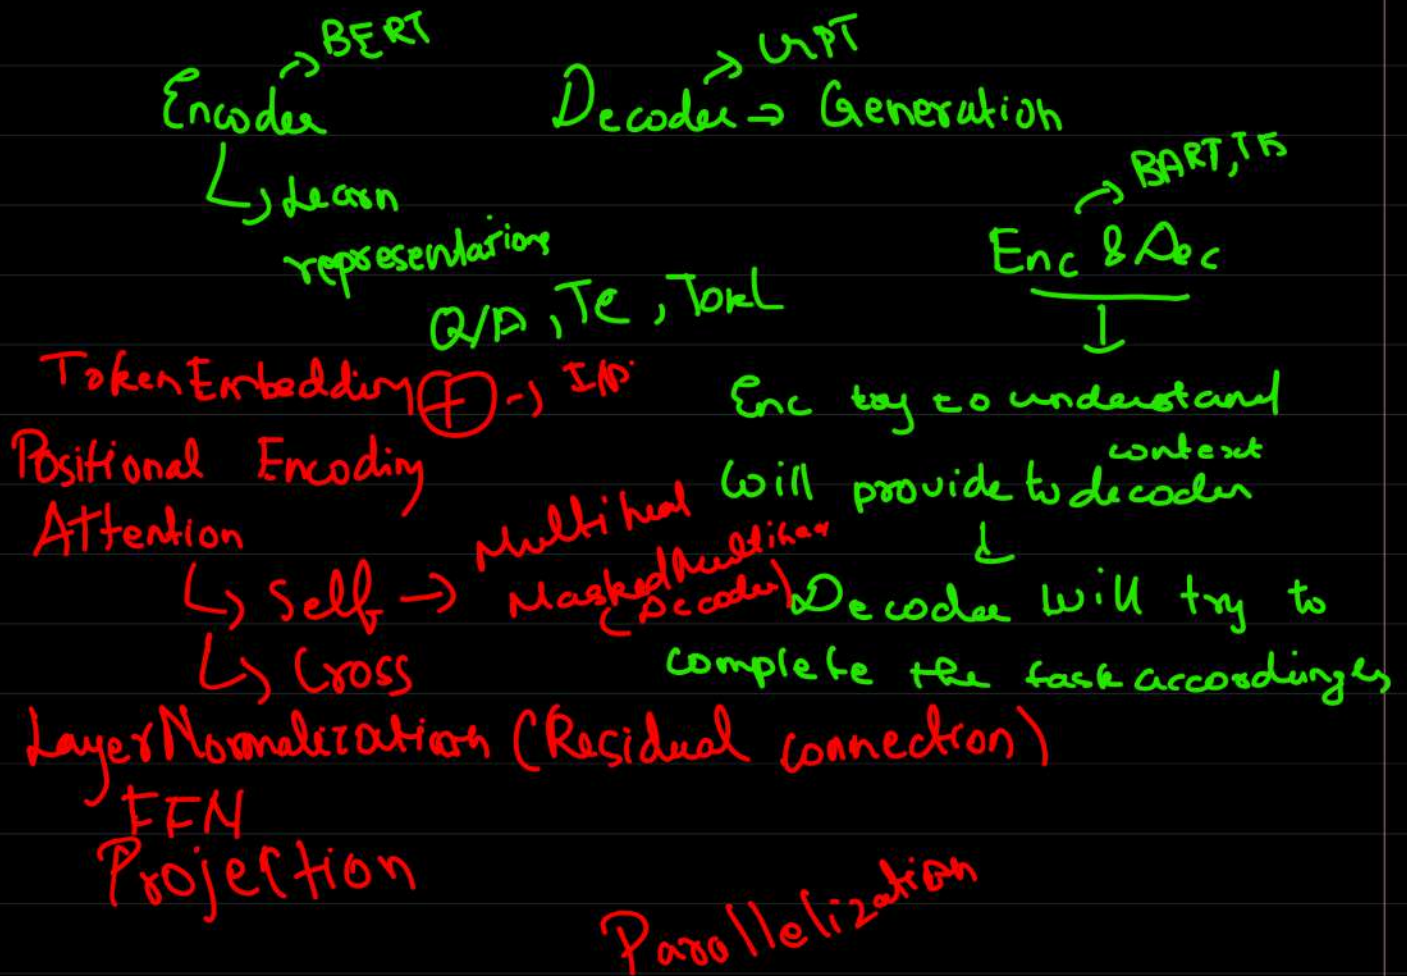 Encoder → BERT
↳ Learn
representations
Decoder → Generation
→ GPT
Q/A, TC,
Enc & Dec → BART, T5
↓
Enc try to understand
context
will provide to decoder
↓
Decoder will try to
complete the task accordingly
Token Embedding ⊕ → I/P
Positional Encoding
Attention
↳ Self → Multihead
Masked Multihead
(Decoder)
↳ Cross
Layer Normalization (Residual connection)
FFN
Projection
Parallelization